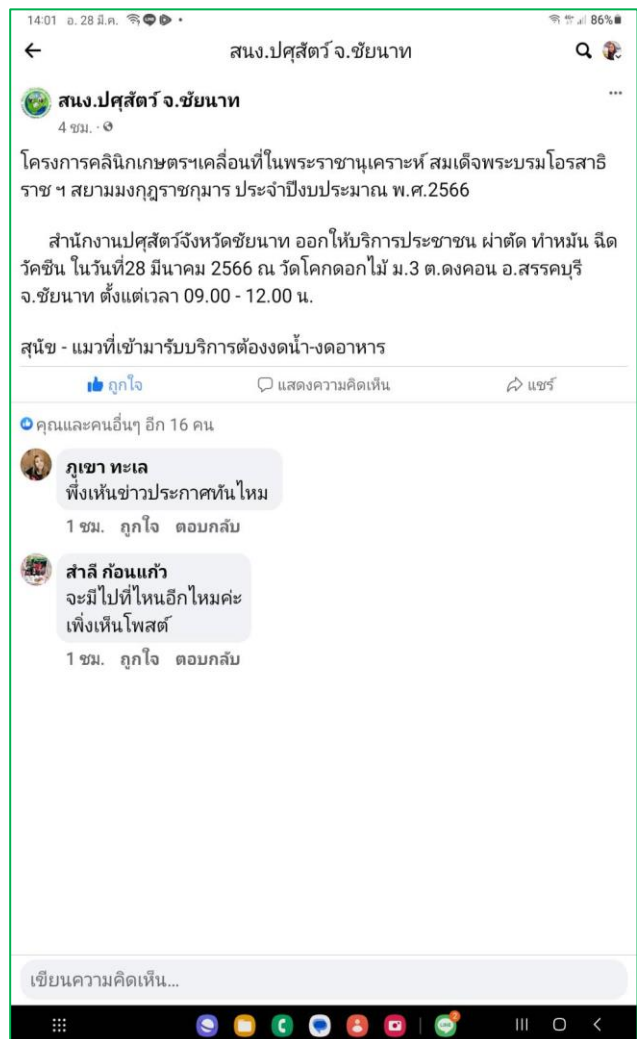 14:01 อ. 28 มี.ค.
86%
สนง.ปศุสัตว์ จ.ชัยนาท
สนง.ปศุสัตว์ จ.ชัยนาท
4 ชม. ·
โครงการคลินิกเกษตรฯเคลื่อนที่ในพระราชานุเคราะห์ สมเด็จพระบรมโอรสาธิ
ราช ฯ สยามมงกุฎราชกุมาร ประจำปีงบประมาณ พ.ศ.2566
สำนักงานปศุสัตว์จังหวัดชัยนาท ออกให้บริการประชาชน ผ่าตัด ทำหมัน ฉีด
วัคซีน ในวันที่28 มีนาคม 2566 ณ วัดโคกดอกไม้ ม.3 ต.ดงคอน อ.สรรคบุรี
จ.ชัยนาท ตั้งแต่เวลา 09.00 - 12.00 น.
สุนัข - แมวที่เข้ามารับบริการต้องงดน้ำ-งดอาหาร
ถูกใจ แสดงความคิดเห็น แชร์
คุณและคนอื่นๆ อีก 16 คน
ภูเขา ทะเล
พึ่งเห้นข่าวประกาศทันไหม
1 ชม. ถูกใจ ตอบกลับ
สำลี ก้อนแก้ว
จะมีไปที่ไหนอีกไหมค่ะ
เพิ่งเห็นโพสต์
1 ชม. ถูกใจ ตอบกลับ
เขียนความคิดเห็น...
LINE
2